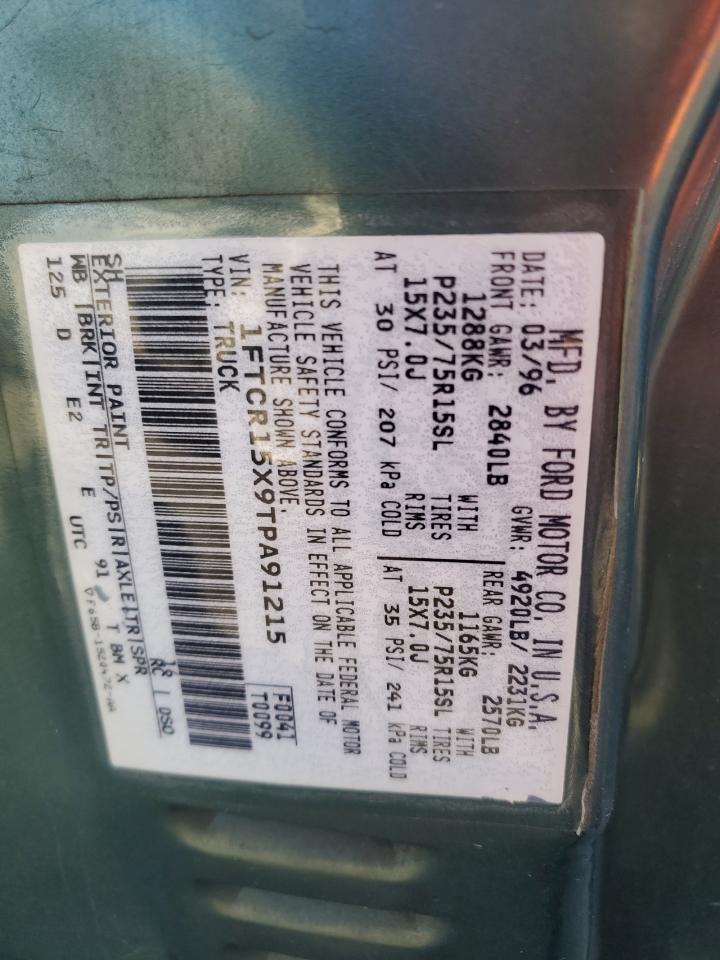 MFD. BY FORD MOTOR CO. IN U.S.A.
DATE: 03/96 GVWR: 4920LB/ 2231KG
FRONT GAWR: 2840LB REAR GAWR: 2570LB
1288KG WITH 1165KG WITH
P235/75R15SL TIRES P235/75R15SL TIRES
15X7.0J RIMS 15X7.0J RIMS
AT 30 PSI/ 207 kPa COLD AT 35 PSI/ 241 kPa COLD
THIS VEHICLE CONFORMS TO ALL APPLICABLE FEDERAL MOTOR
VEHICLE SAFETY STANDARDS IN EFFECT ON THE DATE OF
MANUFACTURE SHOWN ABOVE.
VIN: 1FTCR15X9TPA91215 F0041
TYPE: TRUCK T0099
EXTERIOR PAINT
SH 16 RC DSO
WB BRK INT TR TP/PS R AXLE TR SPR
125 D E2 E UTC 91 T BM X